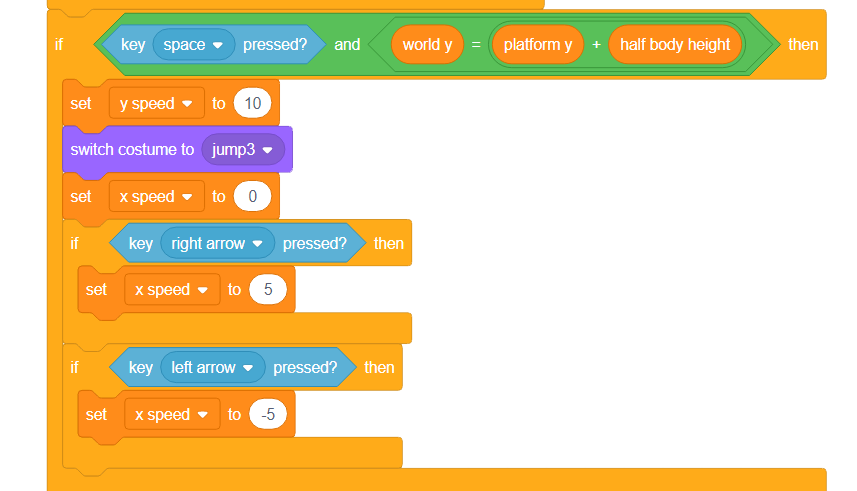 if key space pressed? and world y = platform y + half body height then
set y speed to 10
switch costume to jump3
set x speed to 0
if key right arrow pressed? then
set x speed to 5
if key left arrow pressed? then
set x speed to -5